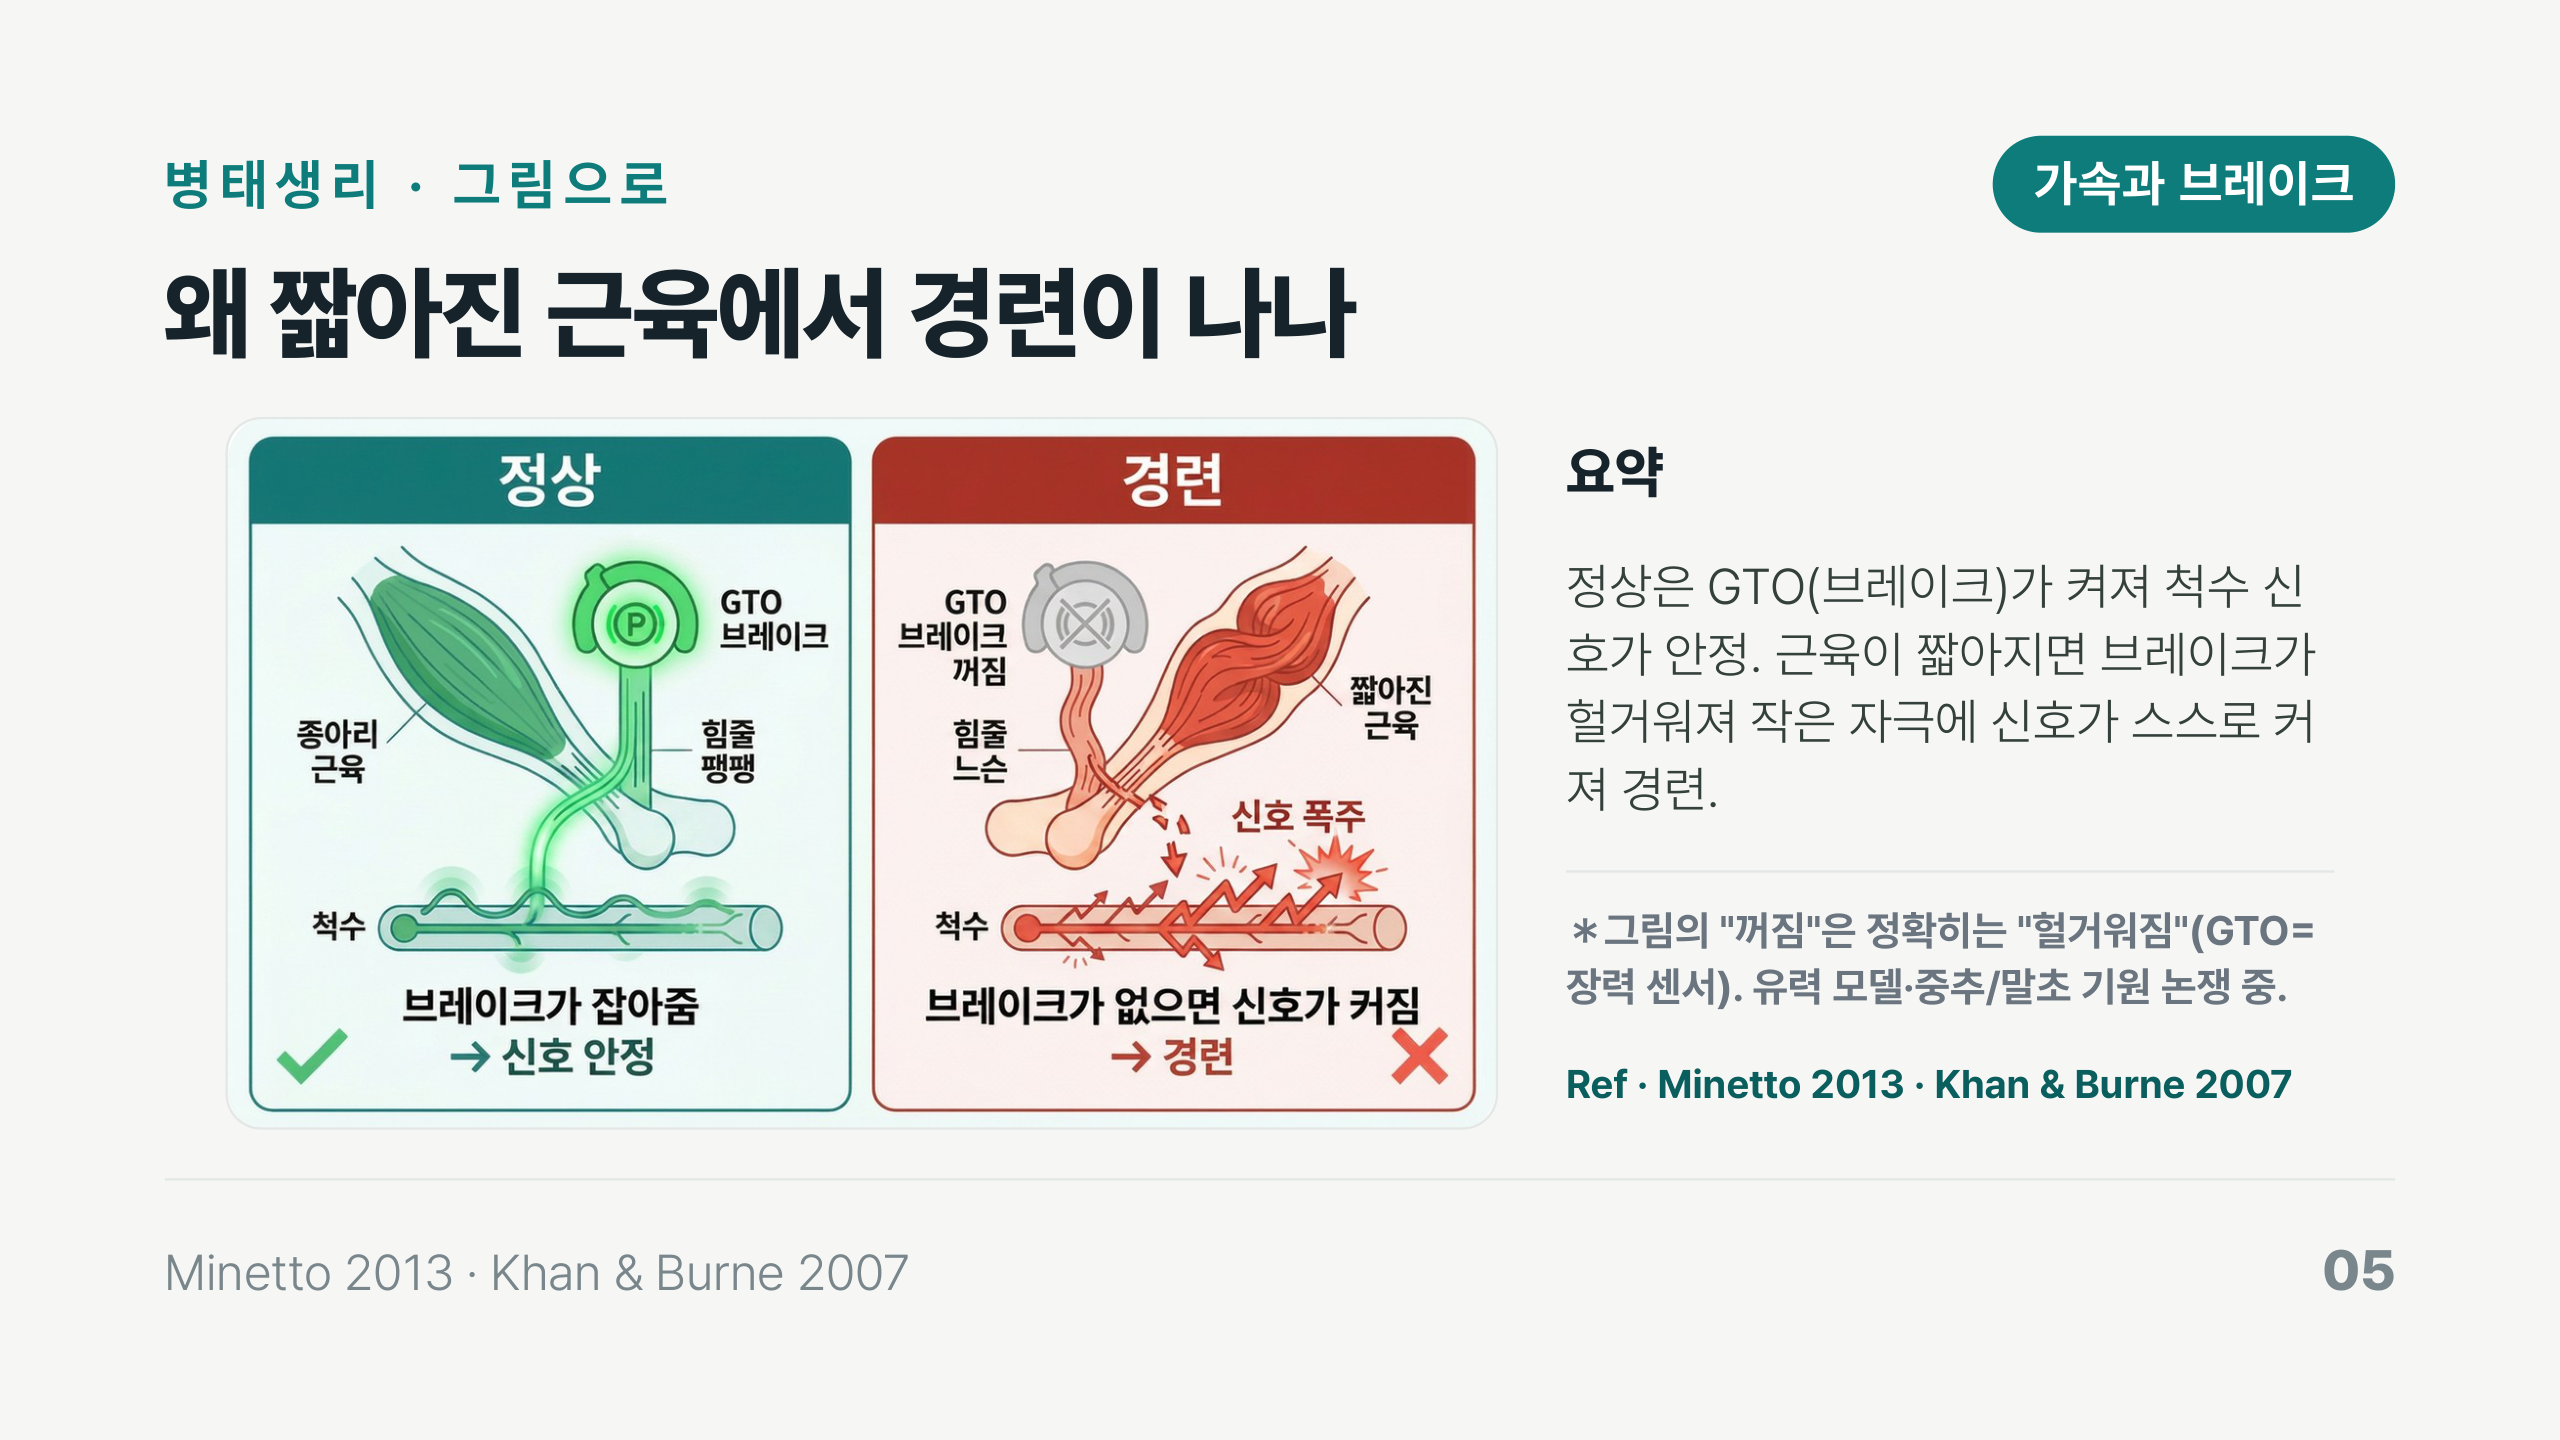 병태생리 · 그림으로
가속과 브레이크
왜 짧아진 근육에서 경련이 나나
정상
GTO
브레이크
종아리
근육
힘줄
팽팽
척수
브레이크가 잡아줌
→ 신호 안정
경련
GTO
브레이크
꺼짐
짧아진
근육
힘줄
느슨
신호 폭주
척수
브레이크가 없으면 신호가 커짐
→ 경련
요약
정상은 GTO(브레이크)가 켜져 척수 신
호가 안정. 근육이 짧아지면 브레이크가
헐거워져 작은 자극에 신호가 스스로 커
져 경련.
*그림의 "꺼짐"은 정확히는 "헐거워짐"(GTO=
장력 센서). 유력 모델·중추/말초 기원 논쟁 중.
Ref · Minetto 2013 · Khan & Burne 2007
Minetto 2013 · Khan & Burne 2007
05